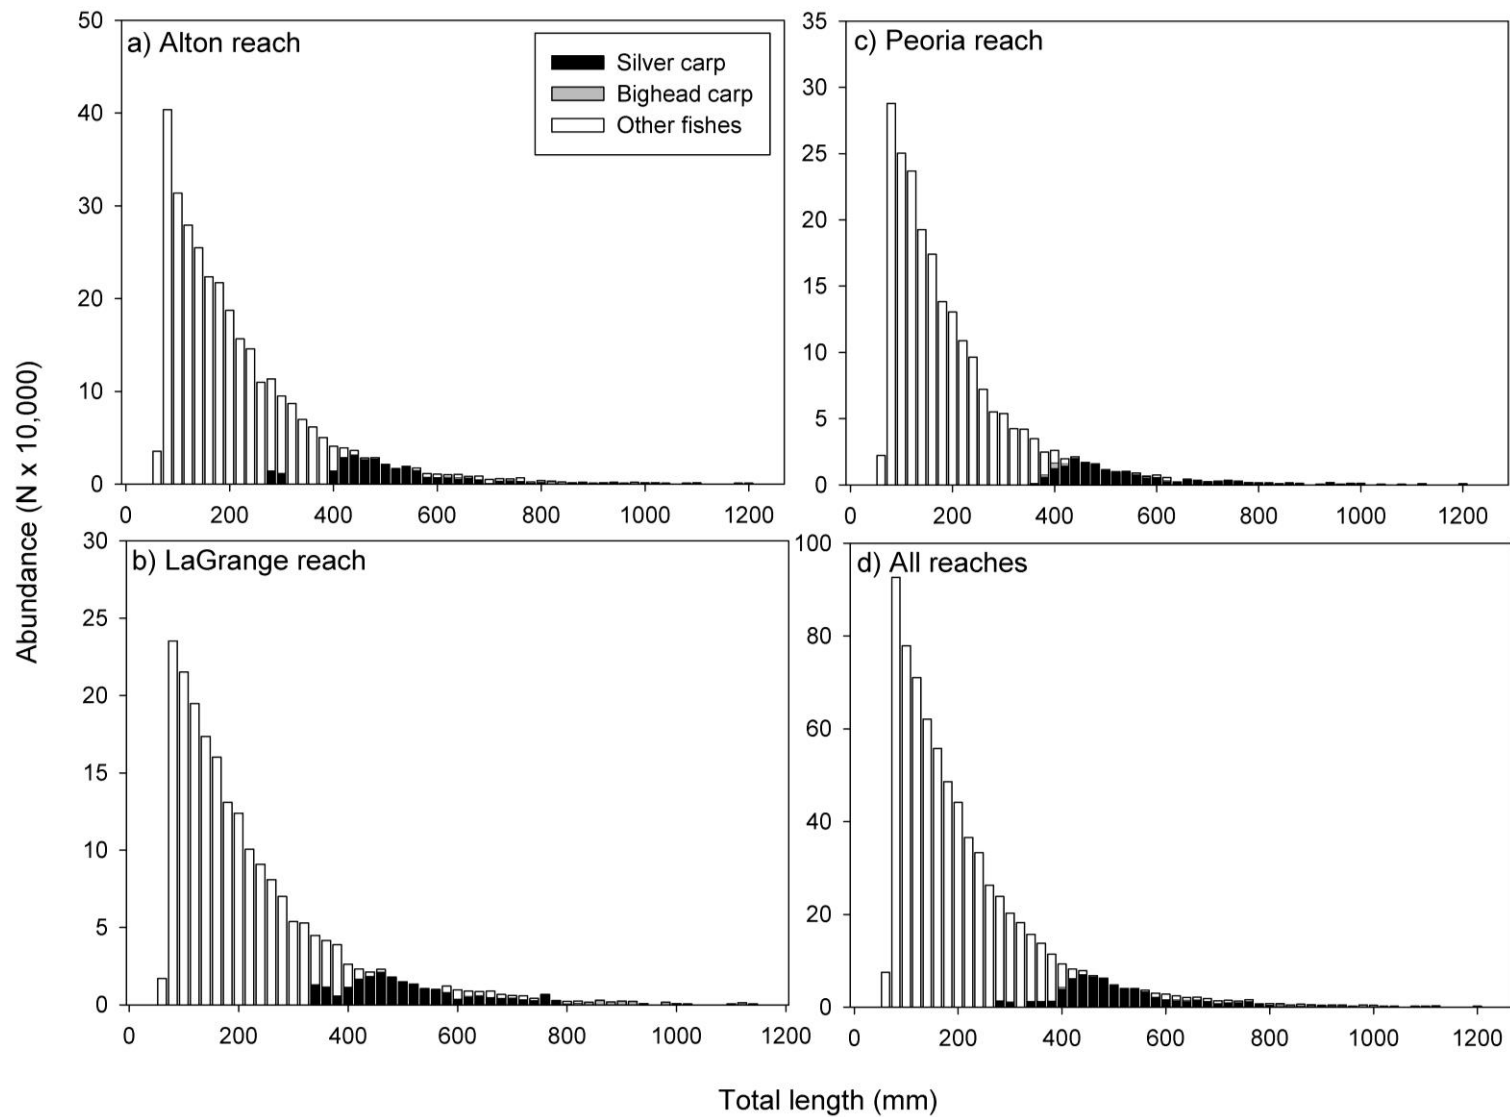 a) Alton reach
Silver carp
Bighead carp
Other fishes
50
40
30
20
10
0
0 200 400 600 800 1000 1200
c) Peoria reach
35
30
25
20
15
10
5
0
0 200 400 600 800 1000 1200
b) LaGrange reach
30
25
20
15
10
5
0
0 200 400 600 800 1000 1200
d) All reaches
100
80
60
40
20
0
0 200 400 600 800 1000 1200
Abundance (N x 10,000)
Total length (mm)